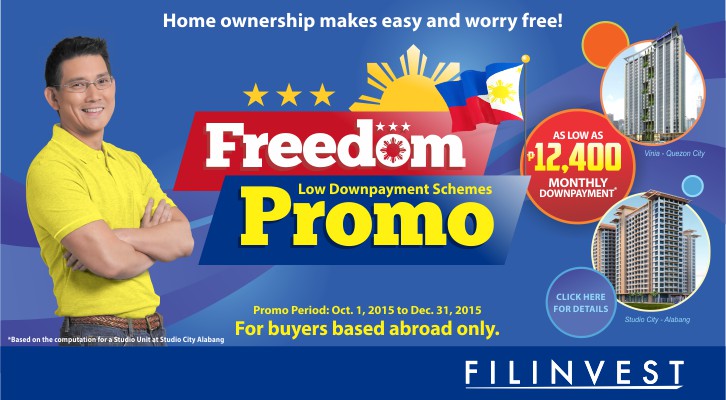 Home ownership makes easy and worry free!
Freedom
Low Downpayment Schemes
Promo
AS LOW AS
₱12,400
MONTHLY
DOWNPAYMENT*
Vinia - Quezon City
Studio City - Alabang
CLICK HERE
FOR DETAILS
Promo Period: Oct. 1, 2015 to Dec. 31, 2015
For buyers based abroad only.
*Based on the computation for a Studio Unit at Studio City Alabang
FILINVEST